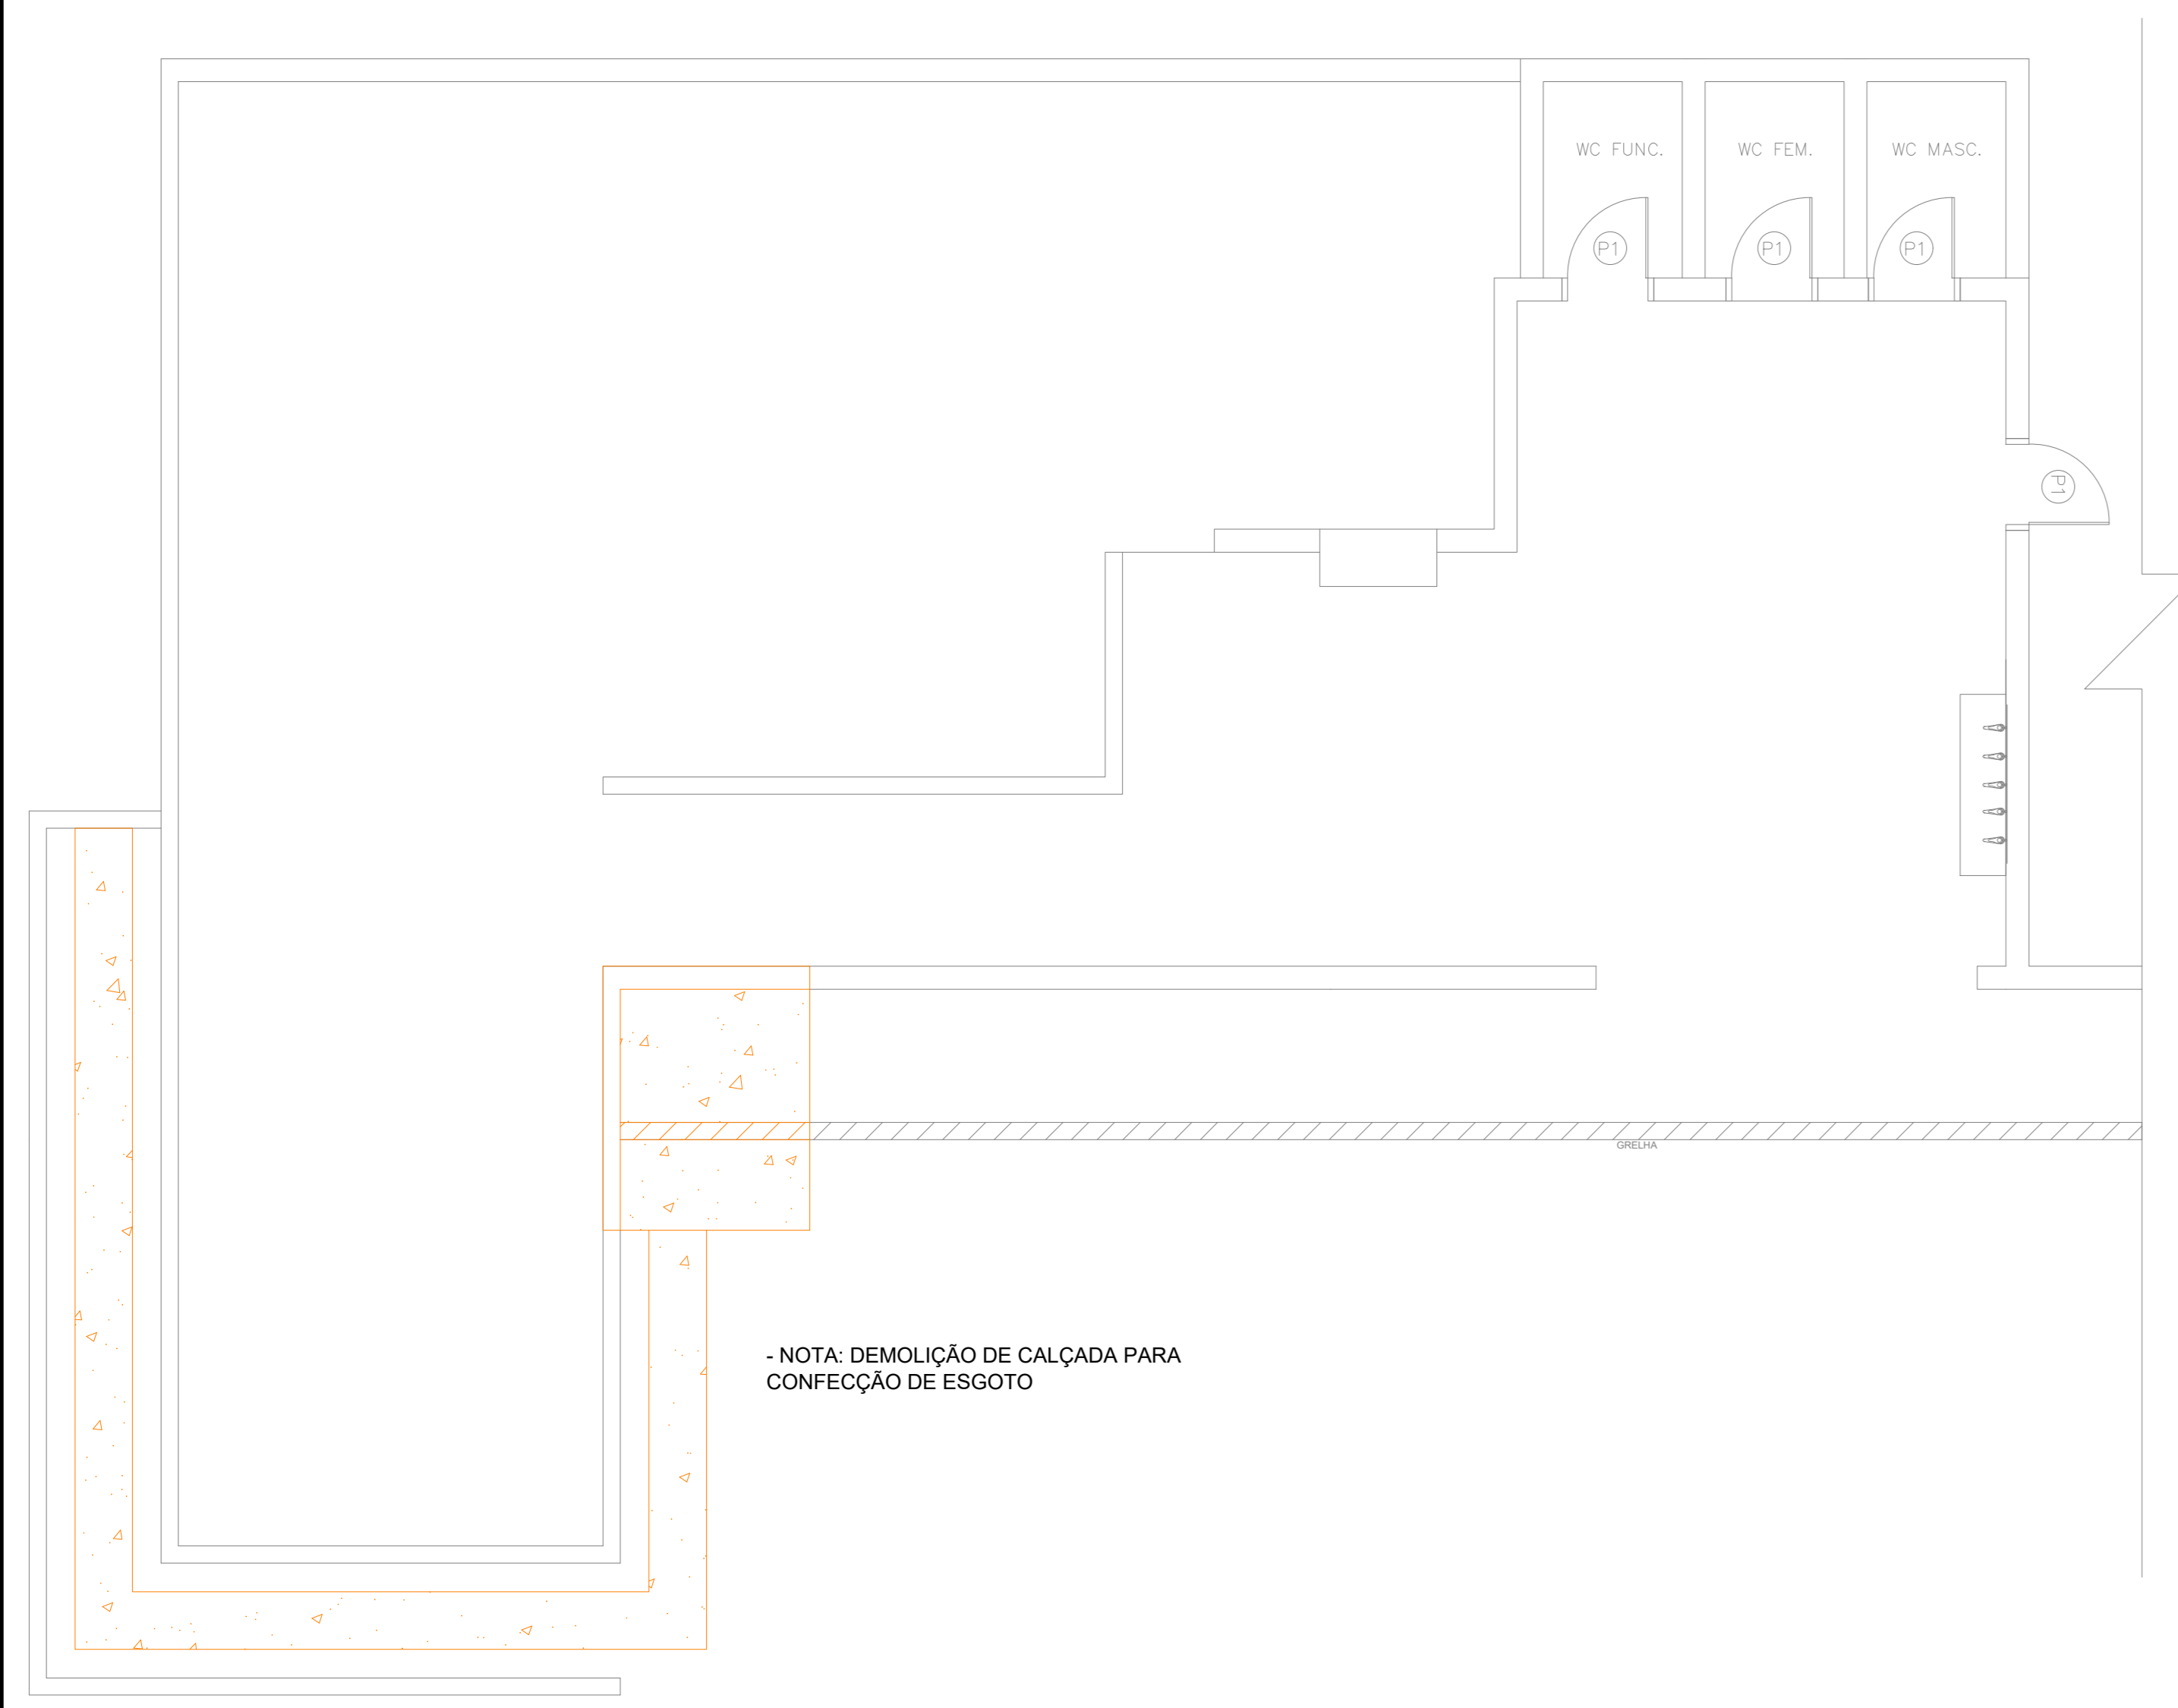 WC FUNC.
WC FEM.
WC MASC.
P1
P1
P1
P1
GRELHA
- NOTA: DEMOLIÇÃO DE CALÇADA PARA
CONFECÇÃO DE ESGOTO